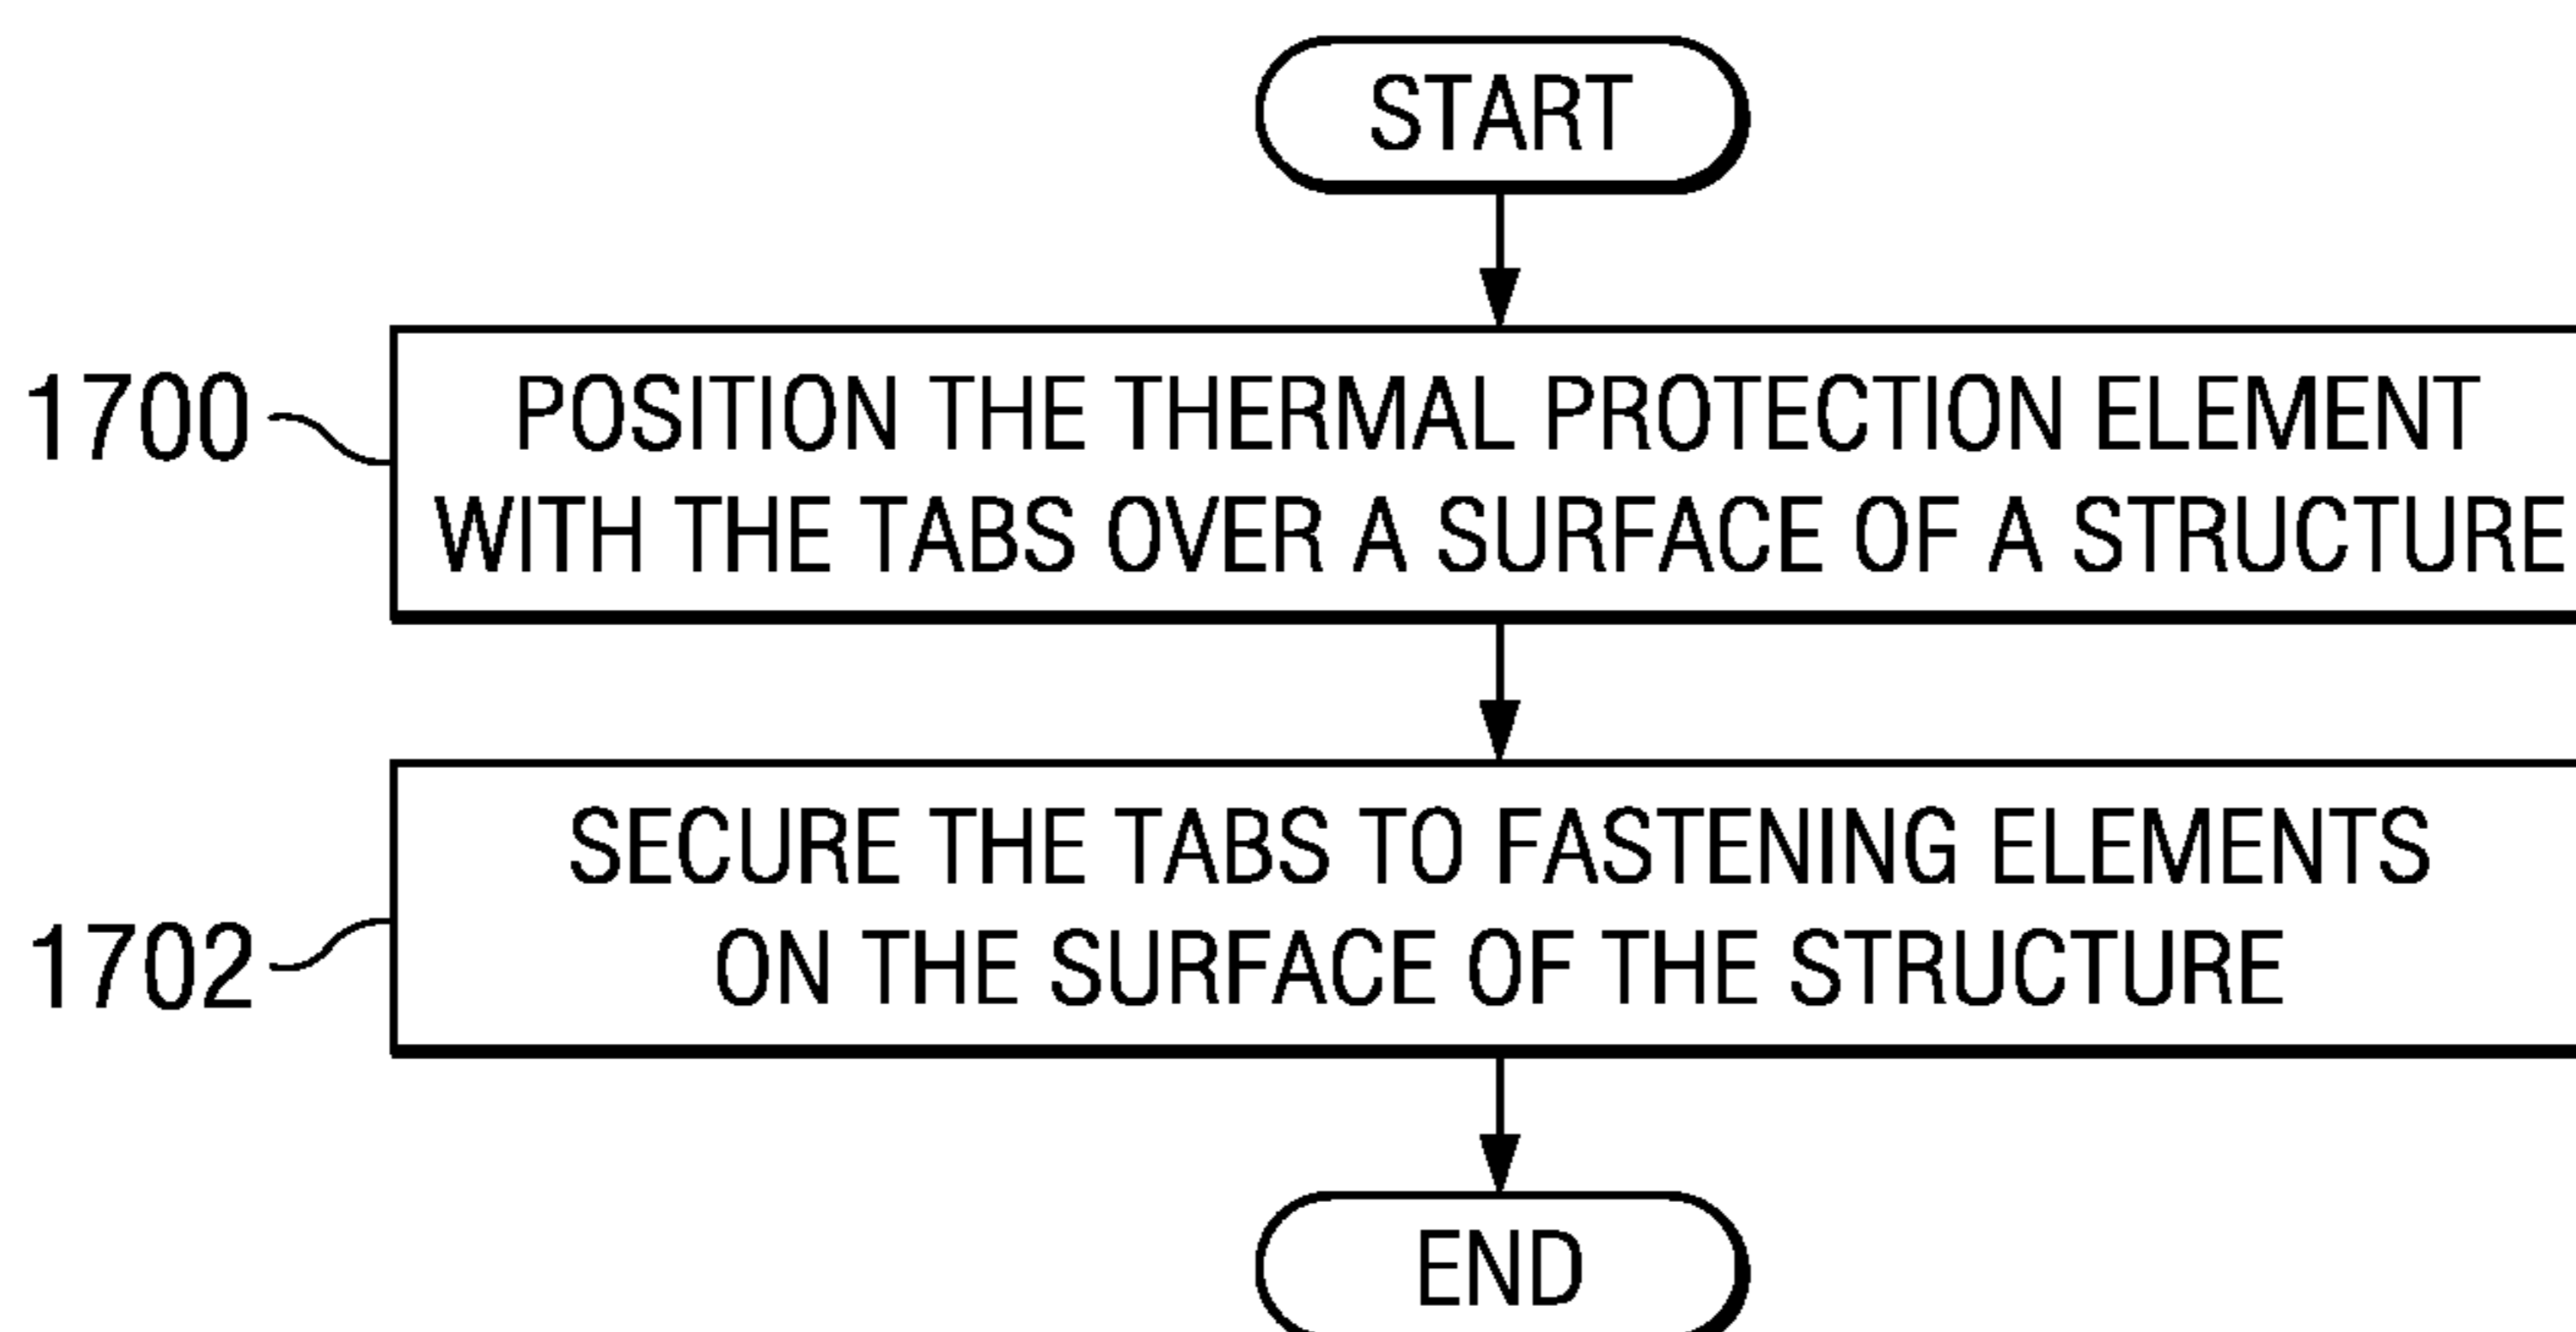 START
1700
POSITION THE THERMAL PROTECTION ELEMENT
WITH THE TABS OVER A SURFACE OF A STRUCTURE
SECURE THE TABS TO FASTENING ELEMENTS
1702
ON THE SURFACE OF THE STRUCTURE
END